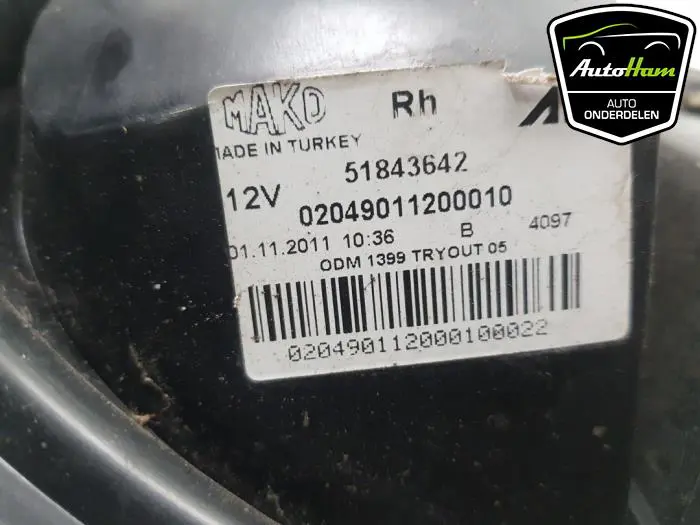 MAKO Rh
MADE IN TURKEY
51843642
12V
02049011200010
01.11.2011 10:36 B 4097
ODM 1399 TRYOUT 05
020490112000100022
AutoHam
AUTO
ONDERDELEN